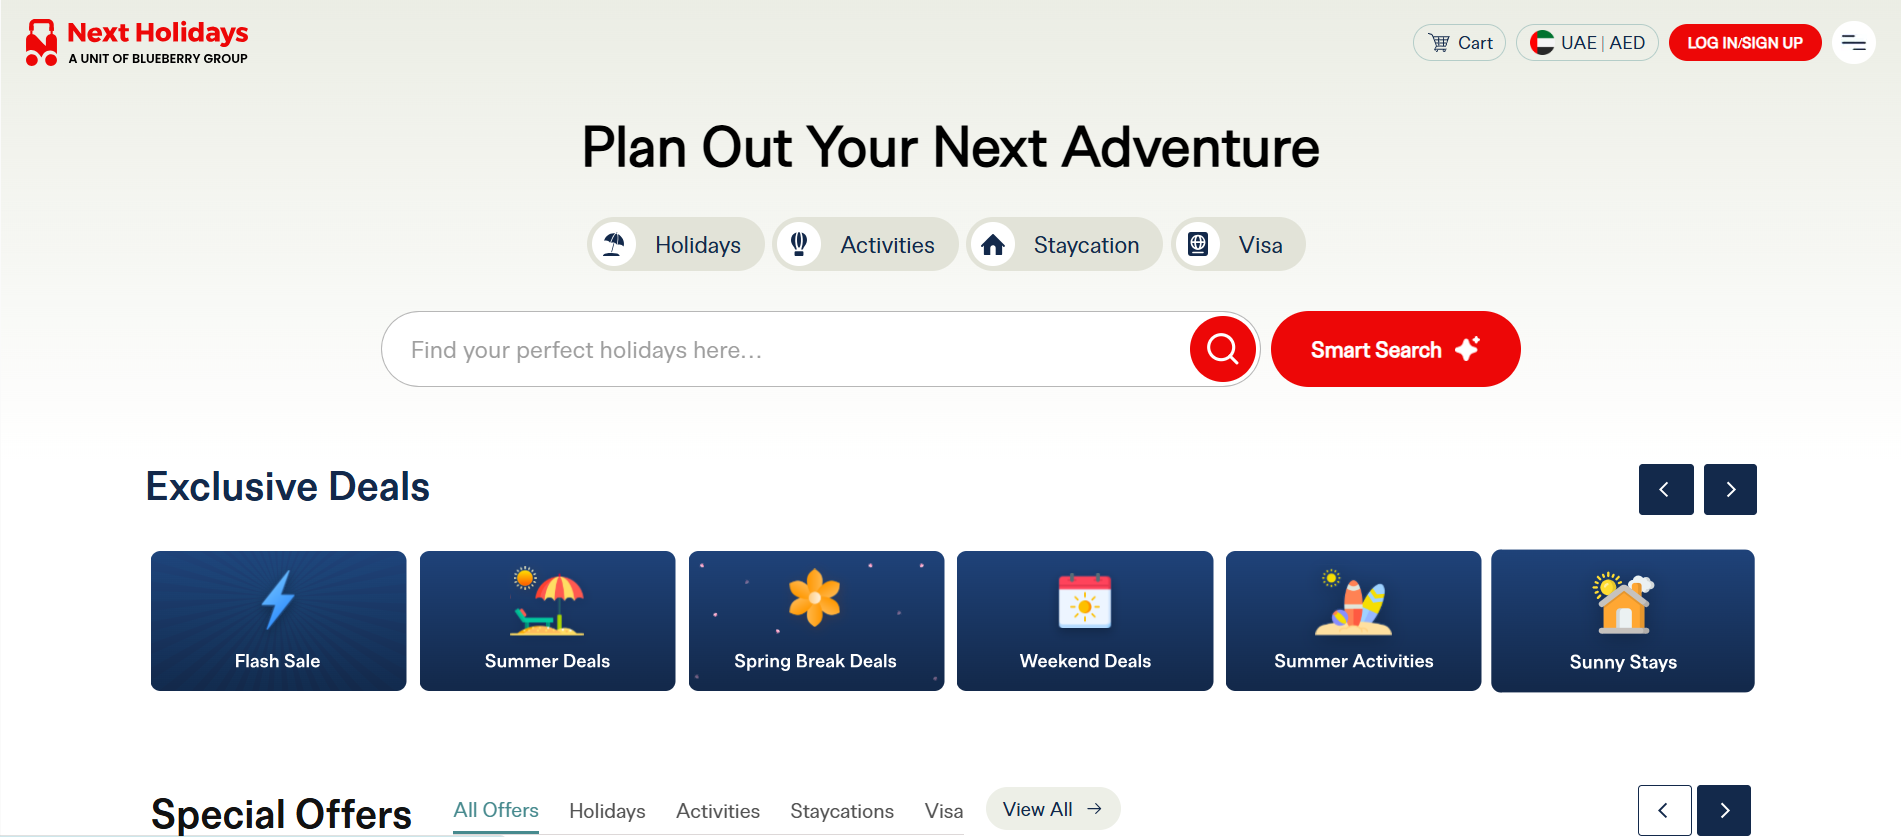 Next Holidays
A UNIT OF BLUEBERRY GROUP
Cart
UAE | AED
LOG IN/SIGN UP
Plan Out Your Next Adventure
Holidays
Activities
Staycation
Visa
Find your perfect holidays here...
Smart Search
Exclusive Deals
Flash Sale
Summer Deals
Spring Break Deals
Weekend Deals
Summer Activities
Sunny Stays
Special Offers
All Offers
Holidays
Activities
Staycations
Visa
View All